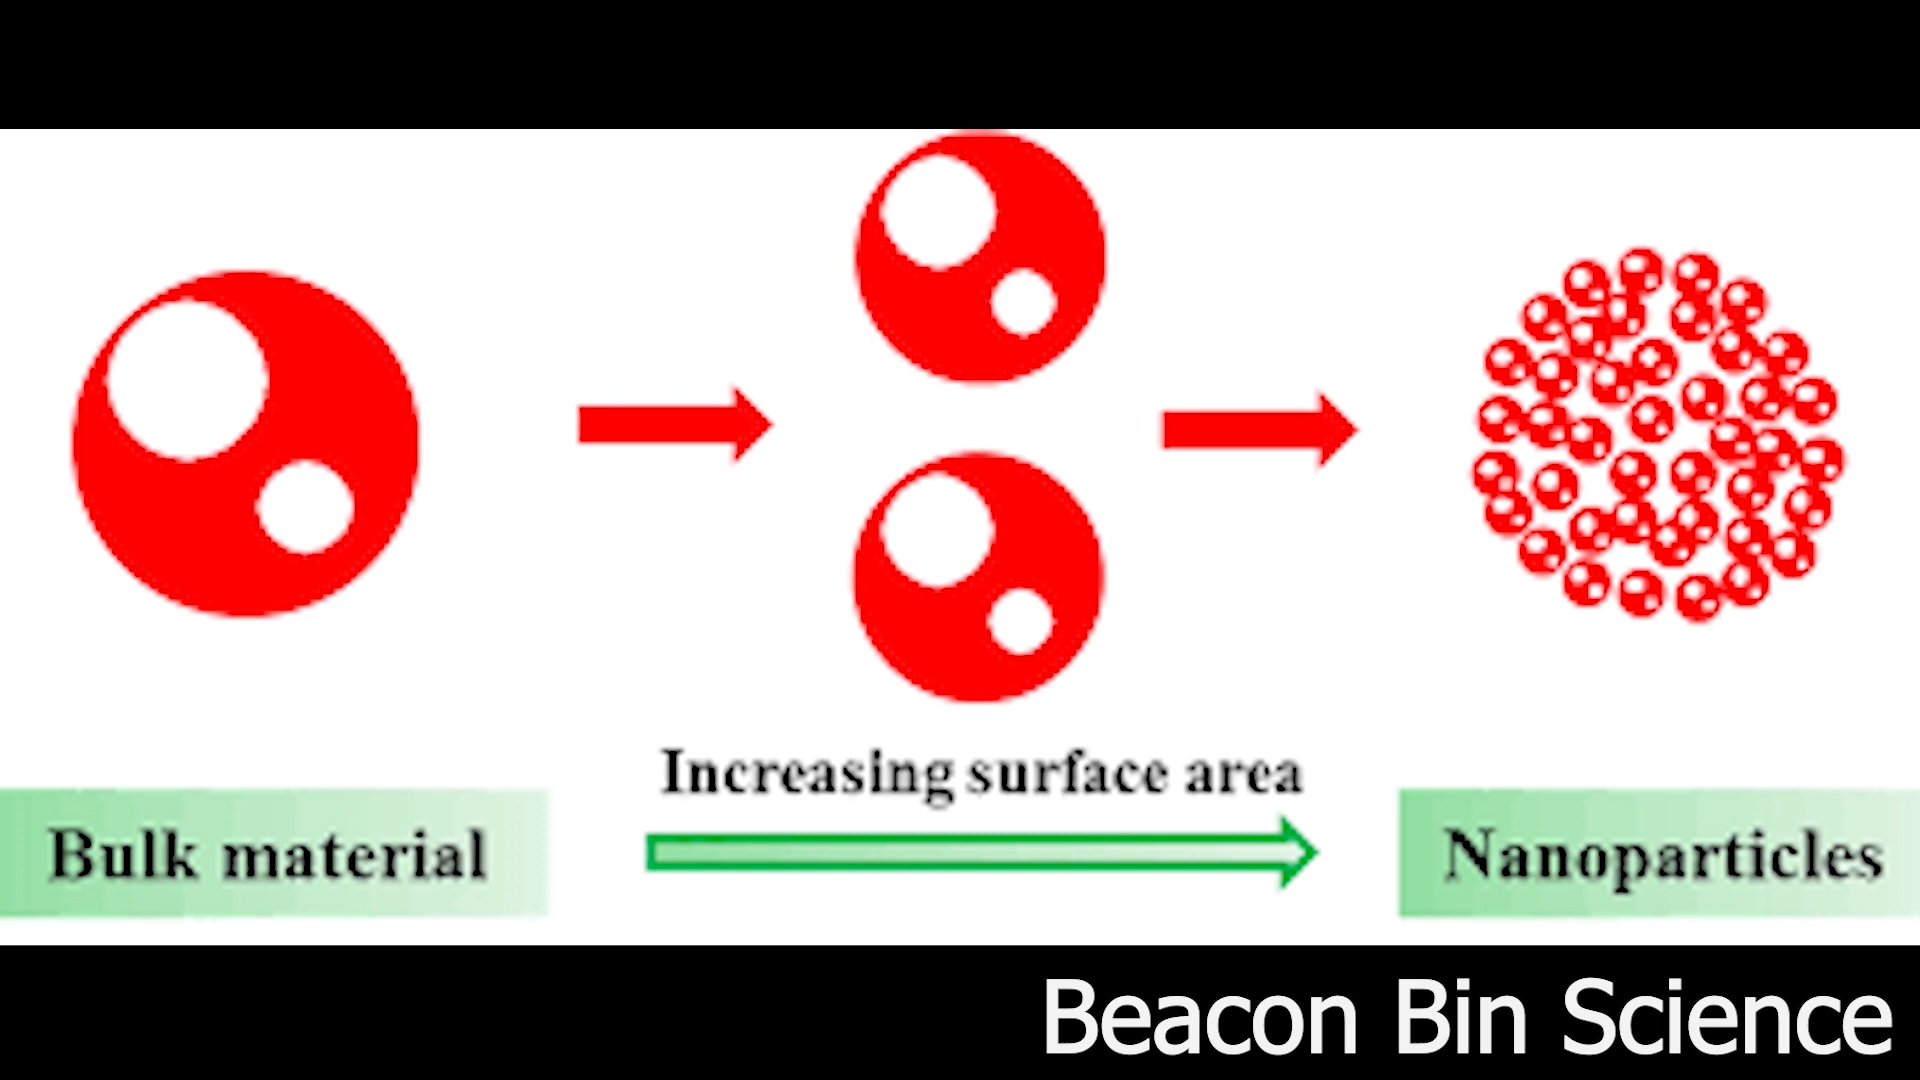 Increasing surface area
Bulk material
Nanoparticles
Beacon Bin Science